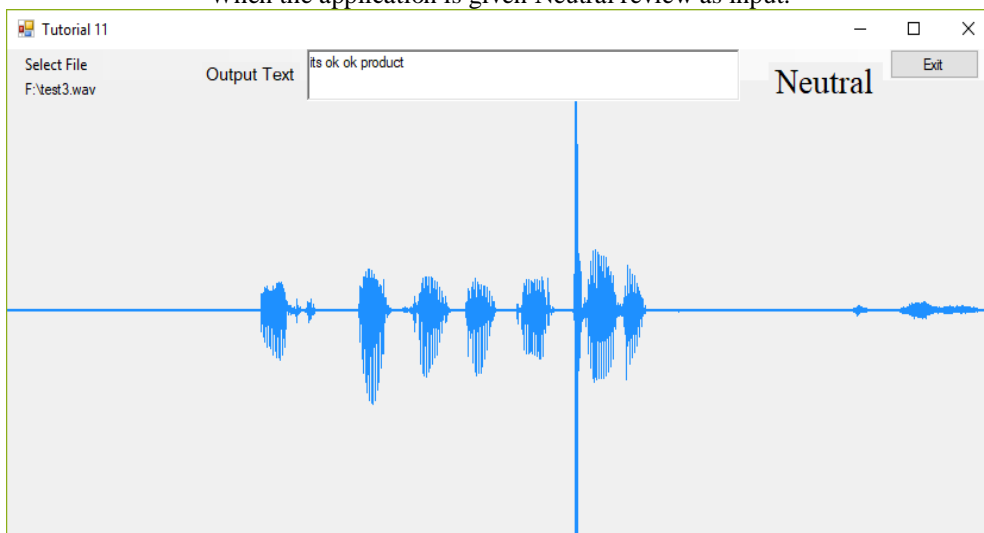 When the application is given Neutral review as input.
Tutorial 11
Select File
F:\test3.wav
Output Text
its ok ok product
Neutral
Exit